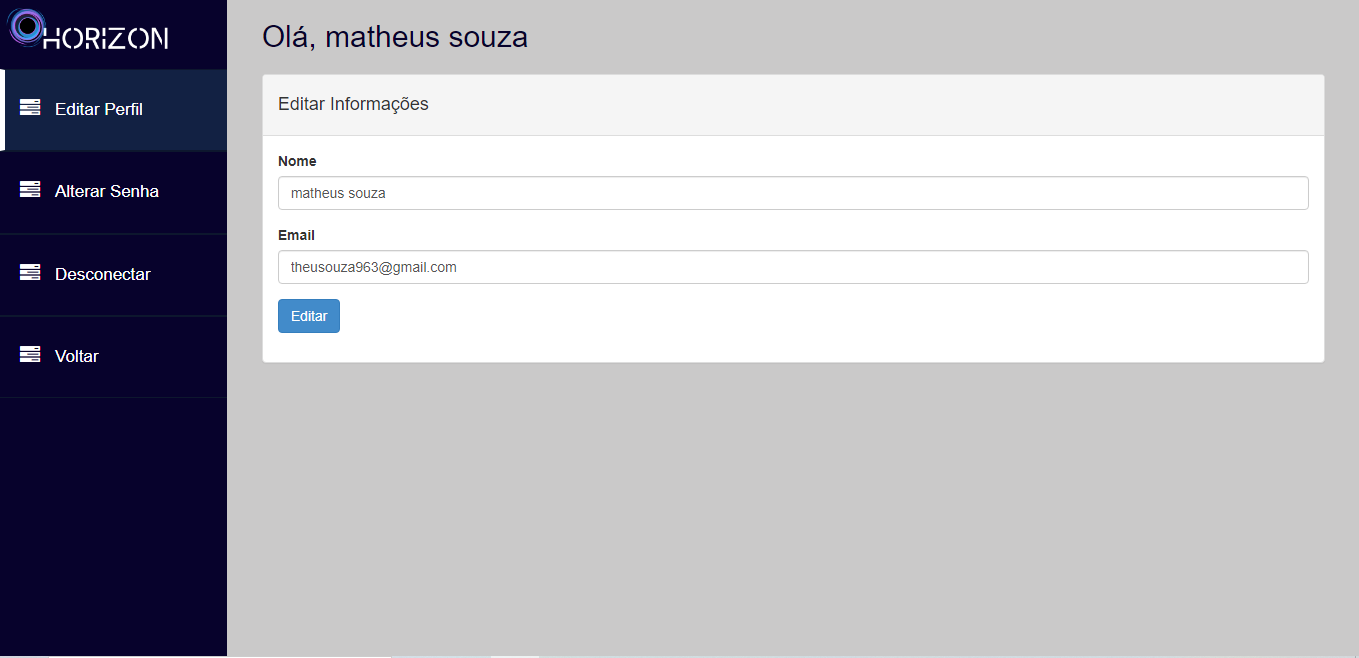 HORIZON
Editar Perfil
Alterar Senha
Desconectar
Voltar
Olá, matheus souza
Editar Informações
Nome
matheus souza
Email
theusouza963@gmail.com
Editar